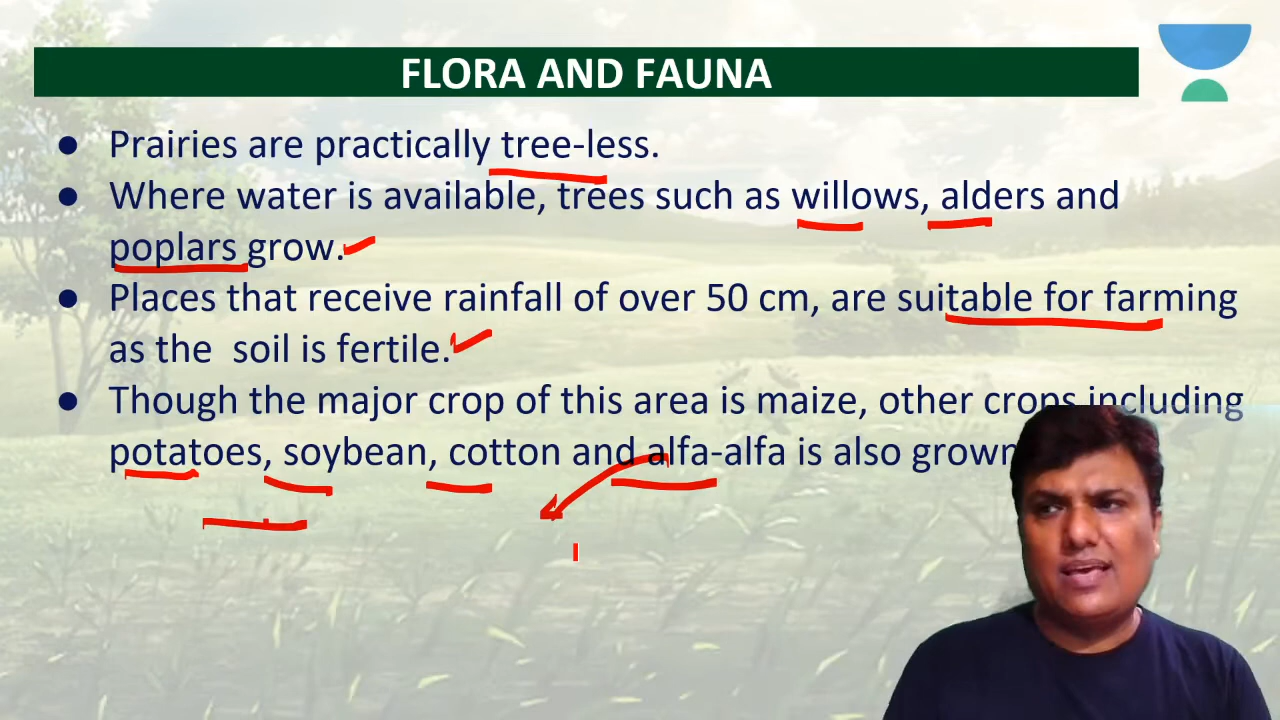 FLORA AND FAUNA
● Prairies are practically tree-less.
● Where water is available, trees such as willows, alders and
poplars grow.
● Places that receive rainfall of over 50 cm, are suitable for farming
as the soil is fertile.
● Though the major crop of this area is maize, other crops including
potatoes, soybean, cotton and alfa-alfa is also grown